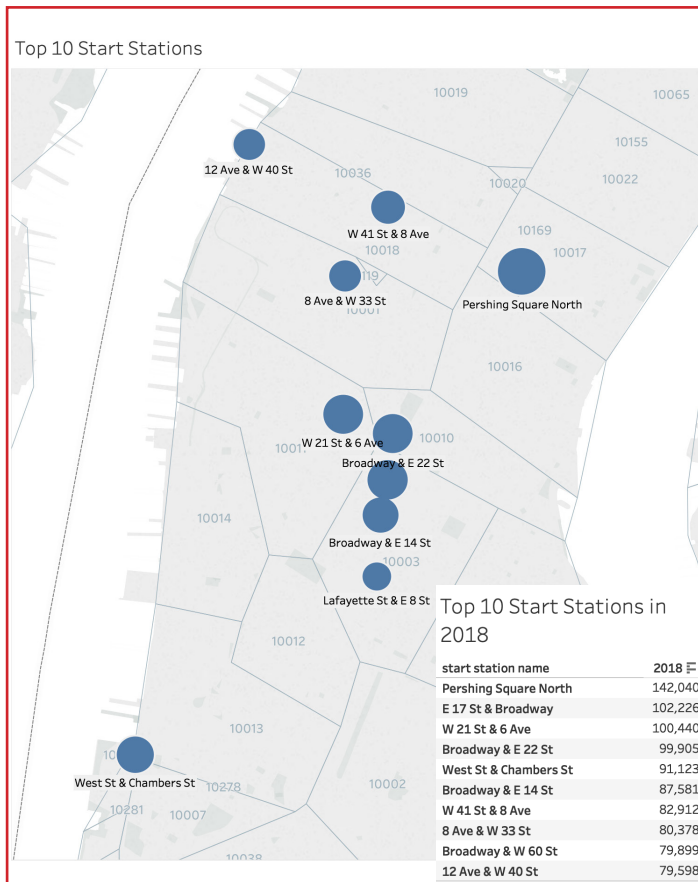 Top 10 Start Stations
10019
10065
10155
12 Ave & W 40 St
10036
10020
10022
W 41 St & 8 Ave
10169
10018
10017
119
8 Ave & W 33 St
Pershing Square North
10001
10016
W 21 St & 6 Ave
10010
Broadway & E 22 St
10014
Broadway & E 14 St
10003
Lafayette St & E 8 St
10012
10013
West St & Chambers St
10278
10002
10281
10007
10038
Top 10 Start Stations in
2018
start station name 2018
Pershing Square North 142,040
E 17 St & Broadway 102,226
W 21 St & 6 Ave 100,440
Broadway & E 22 St 99,905
West St & Chambers St 91,123
Broadway & E 14 St 87,581
W 41 St & 8 Ave 82,912
8 Ave & W 33 St 80,378
Broadway & W 60 St 79,899
12 Ave & W 40 St 79,598